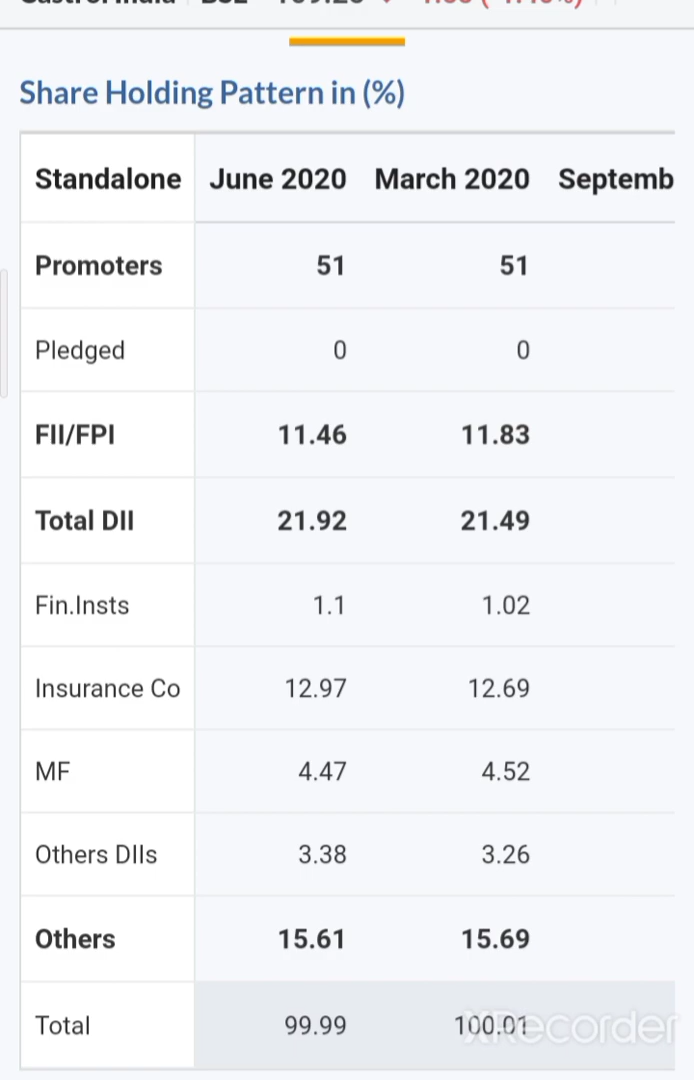 Share Holding Pattern in (%)
Standalone June 2020 March 2020 Septemb
Promoters 51 51
Pledged 0 0
FII/FPI 11.46 11.83
Total DII 21.92 21.49
Fin.Insts 1.1 1.02
Insurance Co 12.97 12.69
MF 4.47 4.52
Others DIIs 3.38 3.26
Others 15.61 15.69
Total 99.99 100.01
XRecorder